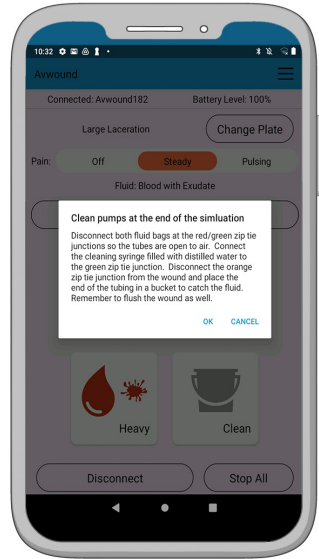 10:32
Avwound
Connected: Avwound182 Battery Level: 100%
Large Laceration Change Plate
Pain: Off Steady Pulsing
Fluid: Blood with Exudate
Clean pumps at the end of the simluation
Disconnect both fluid bags at the red/green zip tie
junctions so the tubes are open to air. Connect
the cleaning syringe filled with distilled water to
the green zip tie junction. Disconnect the orange
zip tie junction from the wound and place the
end of the tubing in a bucket to catch the fluid.
Remember to flush the wound as well.
OK CANCEL
Heavy Clean
Disconnect Stop All